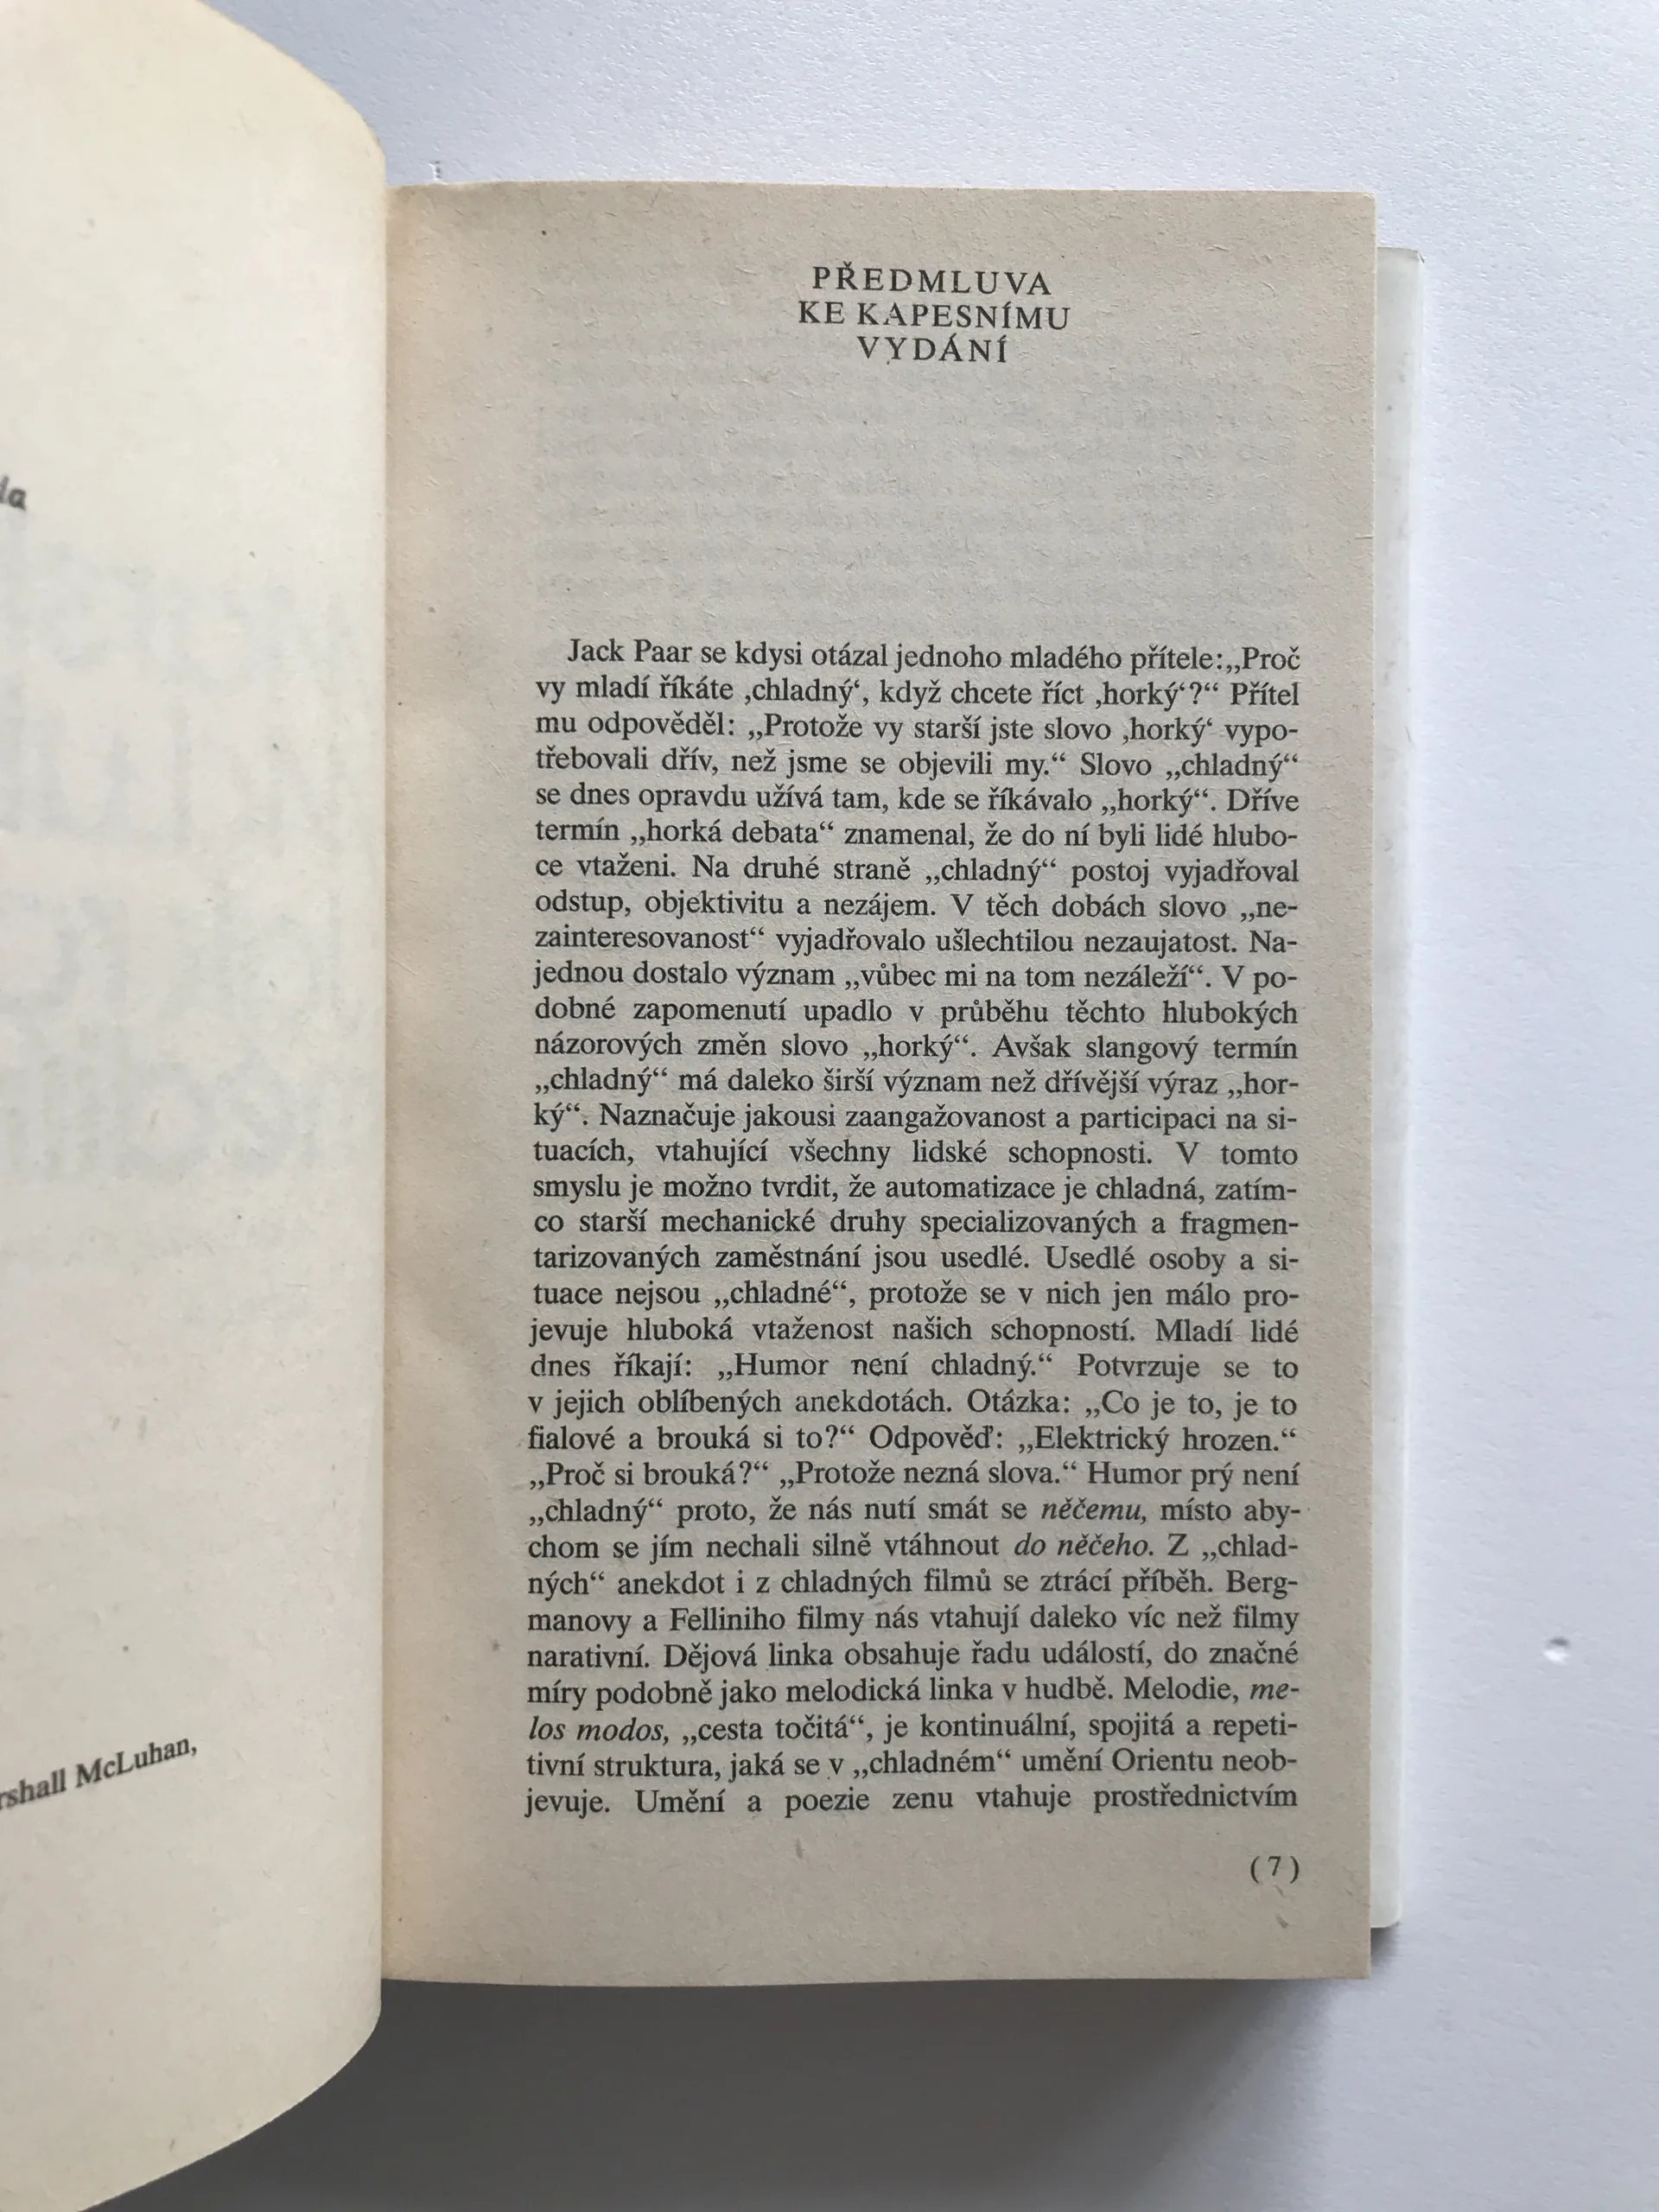 McLuhan,
PŘEDMLUVA
KE KAPESNÍMU
VYDÁNÍ
Jack Paar se kdysi otázal jednoho mladého přítele:„Proč
vy mladí říkáte ‚chladný‘, když chcete říct ‚horký‘?“ Přítel
mu odpověděl: „Protože vy starší jste slovo ‚horký‘ vypo-
třebovali dřív, než jsme se objevili my.“ Slovo „chladný“
se dnes opravdu užívá tam, kde se říkávalo „horký“. Dříve
termín „horká debata“ znamenal, že do ní byli lidé hlubo-
ce vtaženi. Na druhé straně „chladný“ postoj vyjadřoval
odstup, objektivitu a nezájem. V těch dobách slovo „ne-
zainteresovanost“ vyjadřovalo ušlechtilou nezaujatost. Na-
jednou dostalo význam „vůbec mi na tom nezáleží“. V po-
dobné zapomenutí upadlo v průběhu těchto hlubokých
názorových změn slovo „horký“. Avšak slangový termín
„chladný“ má daleko širší význam než dřívější výraz „hor-
ký“. Naznačuje jakousi zaangažovanost a participaci na si-
tuacích, vtahující všechny lidské schopnosti. V tomto
smyslu je možno tvrdit, že automatizace je chladná, zatím-
co starší mechanické druhy specializovaných a fragmen-
tarizovaných zaměstnání jsou usedlé. Usedlé osoby a si-
tuace nejsou „chladné“, protože se v nich jen málo pro-
jevuje hluboká vtaženost našich schopností. Mladí lidé
dnes říkají: „Humor není chladný.“ Potvrzuje se to
v jejich oblíbených anekdotách. Otázka: „Co je to, je to
fialové a brouká si to?“ Odpověď: „Elektrický hrozen.“
„Proč si brouká?“ „Protože nezná slova.“ Humor prý není
„chladný“ proto, že nás nutí smát se něčemu, místo aby-
chom se jím nechali silně vtáhnout do něčeho. Z „chlad-
ných“ anekdot i z chladných filmů se ztrácí příběh. Berg-
manovy a Felliniho filmy nás vtahují daleko víc než filmy
narativní. Dějová linka obsahuje řadu událostí, do značné
míry podobně jako melodická linka v hudbě. Melodie, me-
los modos, „cesta točitá“, je kontinuální, spojitá a repeti-
tivní struktura, jaká se v „chladném“ umění Orientu neob-
jevuje. Umění a poezie zenu vtahuje prostřednictvím
(7)